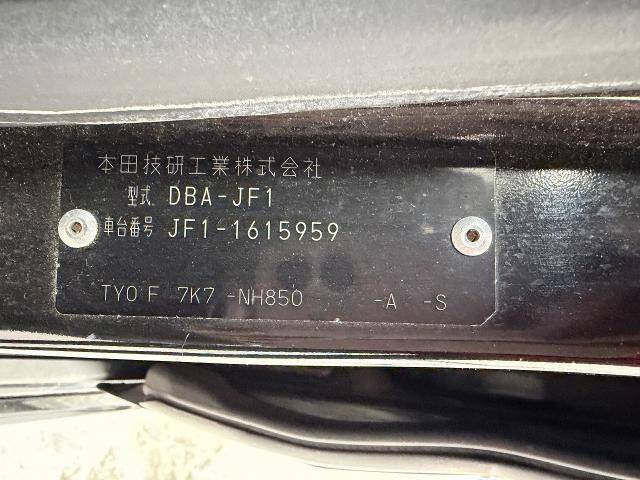 本田技研工業株式会社
型式 DBA-JF1
車台番号 JF1-1615959
TYO F 7K7 -NH850 -A -S